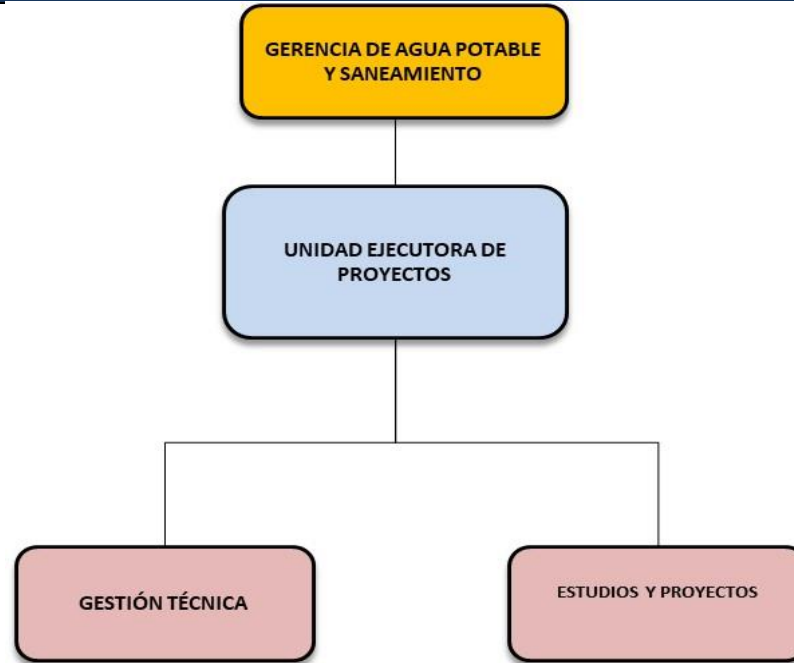 GERENCIA DE AGUA POTABLE
Y SANEAMIENTO
UNIDAD EJECUTORA DE
PROYECTOS
GESTIÓN TÉCNICA
ESTUDIOS Y PROYECTOS